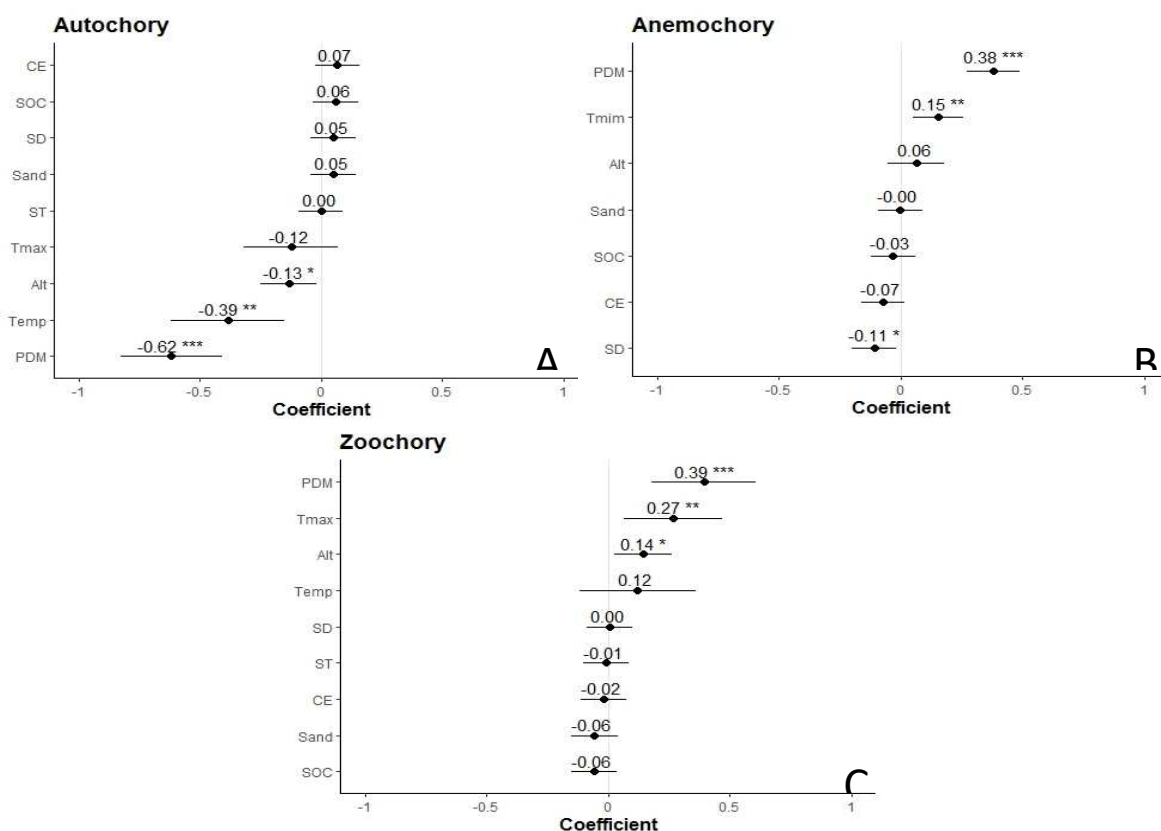 Autochory
CE
0.07
SOC
0.06
SD
0.05
Sand
0.05
ST
0.00
Tmax
-0.12
Alt
-0.13 *
Temp
-0.39 **
PDM
-0.62 ***
A
-1 -0.5 0 0.5 1
Coefficient
Anemochory
PDM
0.38 ***
Tmim
0.15 **
Alt
0.06
Sand
-0.00
SOC
-0.03
CE
-0.07
SD
-0.11 *
B
-1 -0.5 0 0.5 1
Coefficient
Zoochory
PDM
0.39 ***
Tmax
0.27 **
Alt
0.14 *
Temp
0.12
SD
0.00
ST
-0.01
CE
-0.02
Sand
-0.06
SOC
-0.06
C
-1 -0.5 0 0.5 1
Coefficient